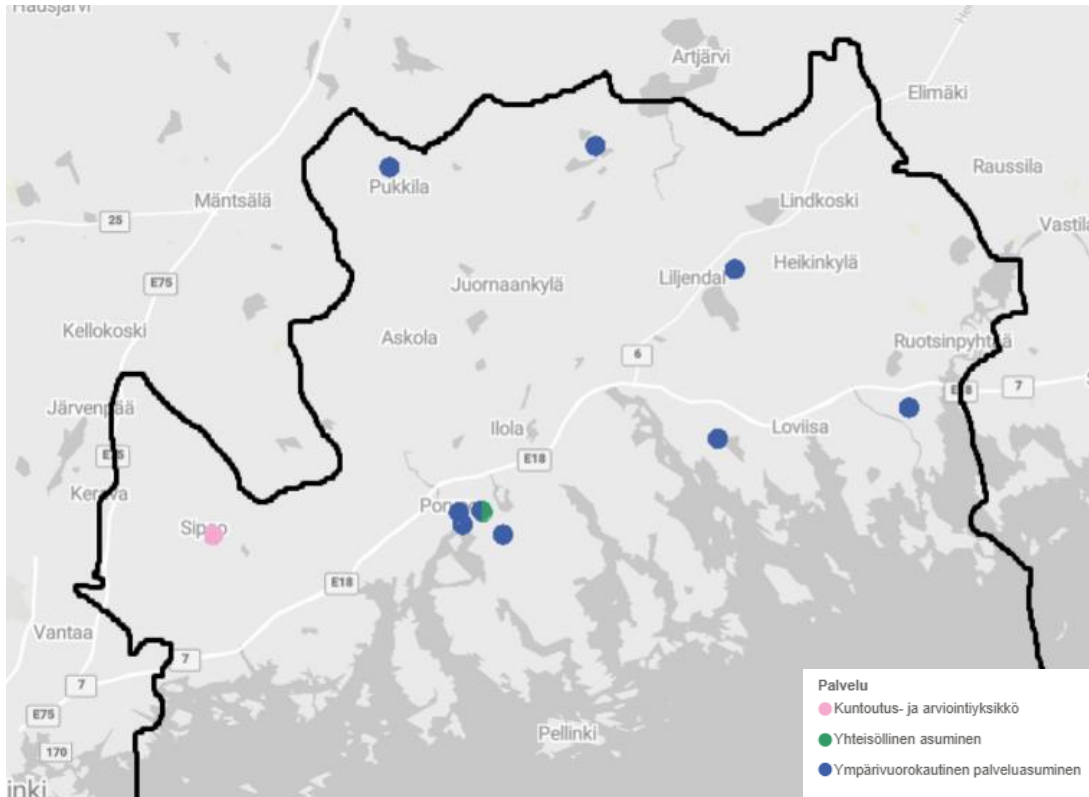 Hausjärvi
Artjärvi
Elimäki
Raussila
Pukkila
Mäntsälä
Lindkoski
25
Vastila
Heikinkylä
Liljendal
E75
Juornaankylä
Kellokoski
Askola
Ruotsinpyhtää
6
7
Järvenpää
Loviisa
Ilola
E18
Kerava
Sipoo
E18
Vantaa
7
7
E75
Pellinki
170
inki
Palvelu
Kuntoutus- ja arviointiyksikkö
Yhteisöllinen asuminen
Ympärivuorokautinen palveluasuminen